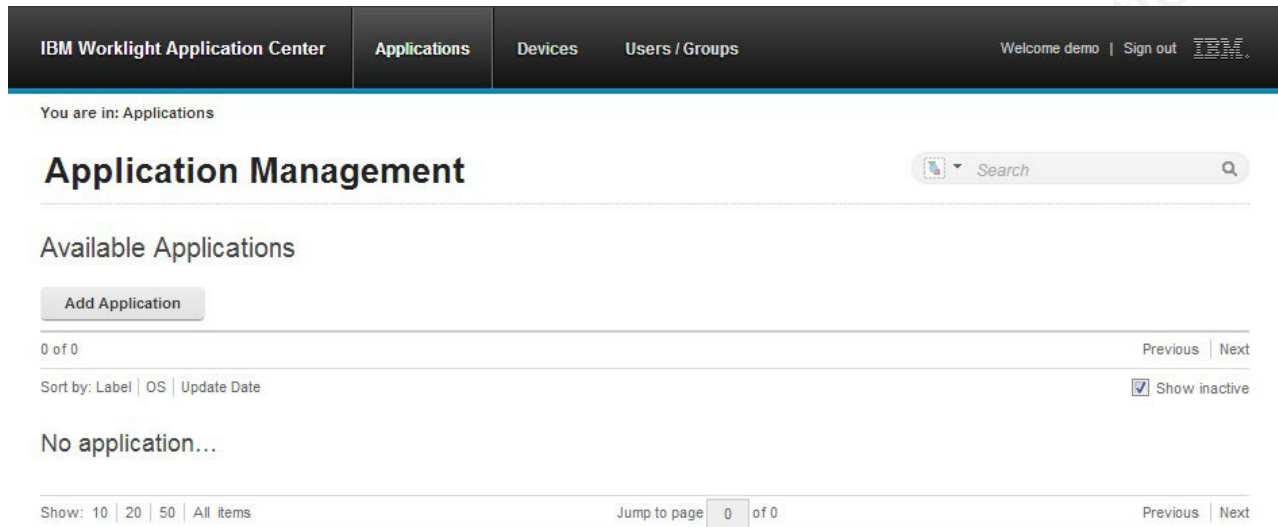 IBM Worklight Application Center Applications Devices Users / Groups Welcome demo | Sign out IBM
You are in: Applications
Application Management Search
Available Applications
Add Application
0 of 0 Previous | Next
Sort by: Label | OS | Update Date Show inactive
No application...
Show: 10 | 20 | 50 | All items Jump to page 0 of 0 Previous | Next